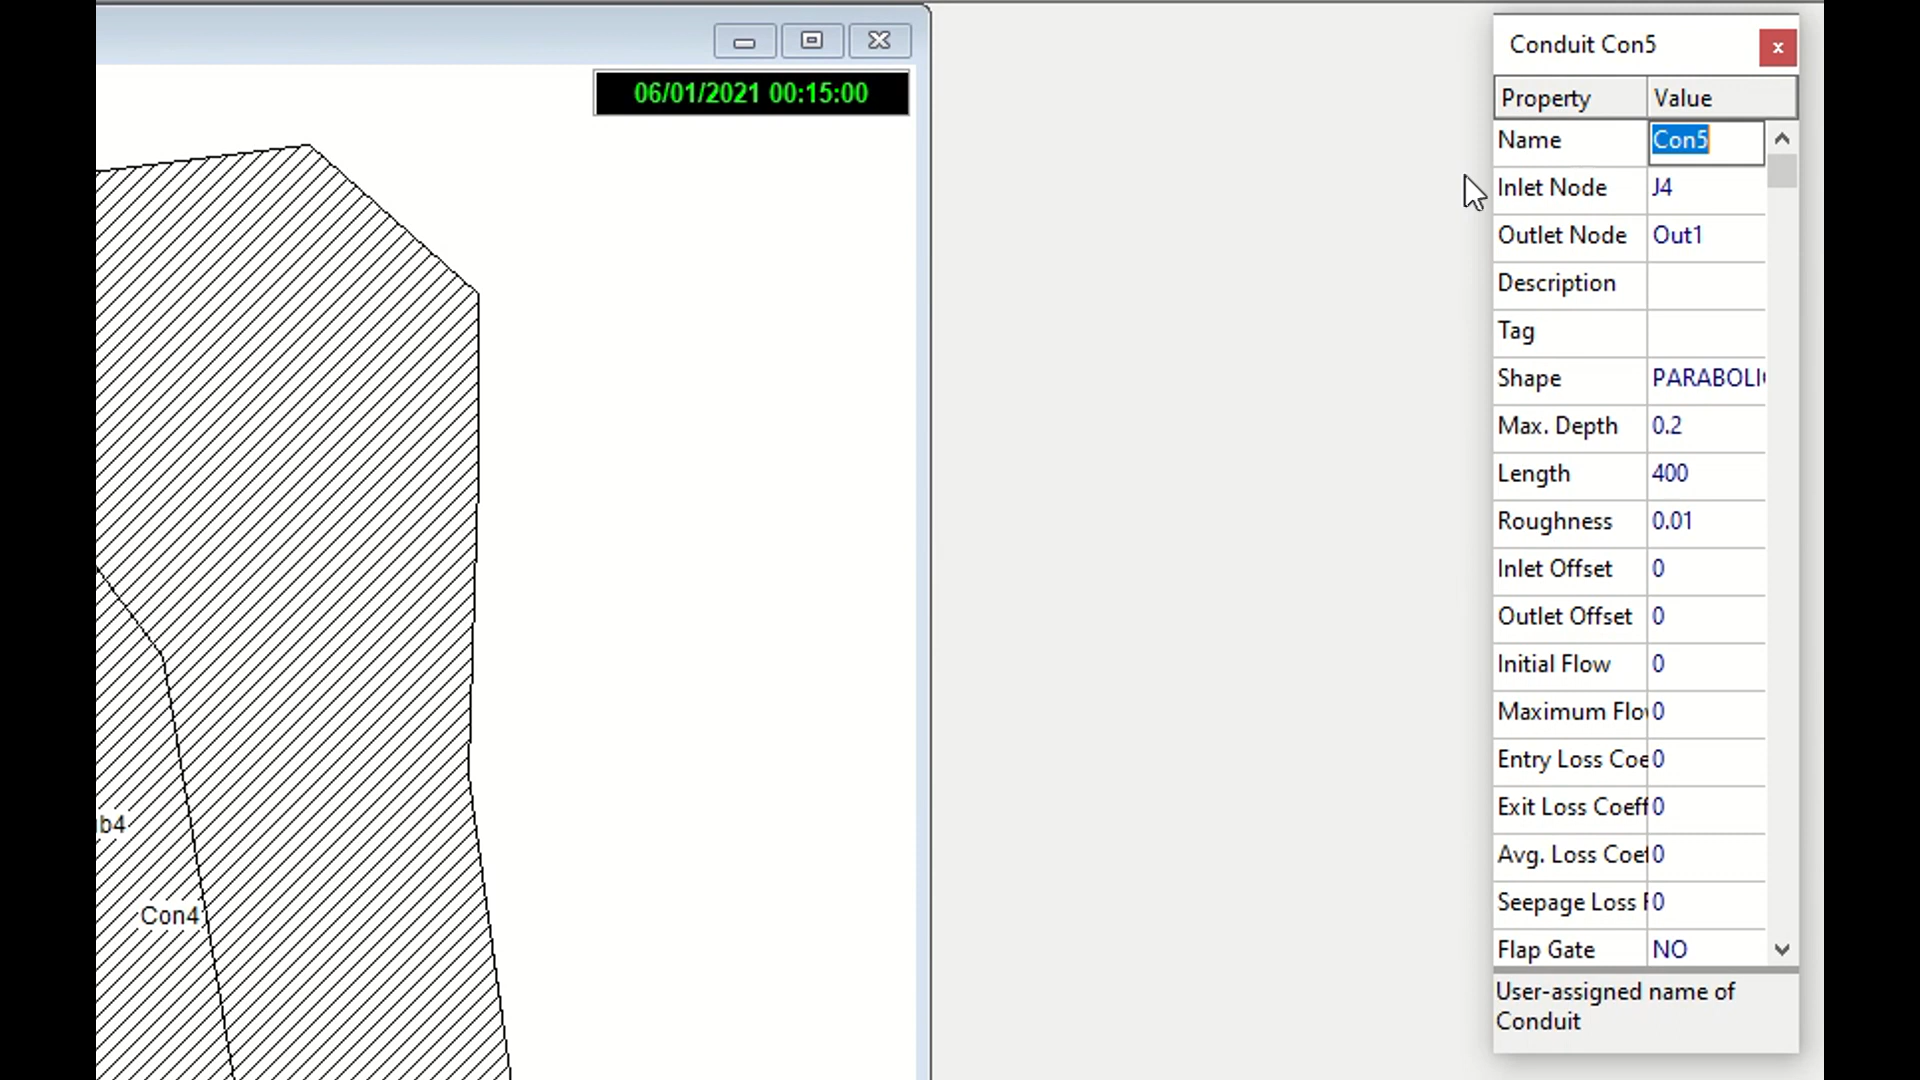 06/01/2021 00:15:00
b4
Con4
Conduit Con5
x
Property Value
Name Con5
Inlet Node J4
Outlet Node Out1
Description
Tag
Shape PARABOLI
Max. Depth 0.2
Length 400
Roughness 0.01
Inlet Offset 0
Outlet Offset 0
Initial Flow 0
Maximum Flo 0
Entry Loss Coe 0
Exit Loss Coeff 0
Avg. Loss Coef 0
Seepage Loss 0
Flap Gate NO
User-assigned name of
Conduit